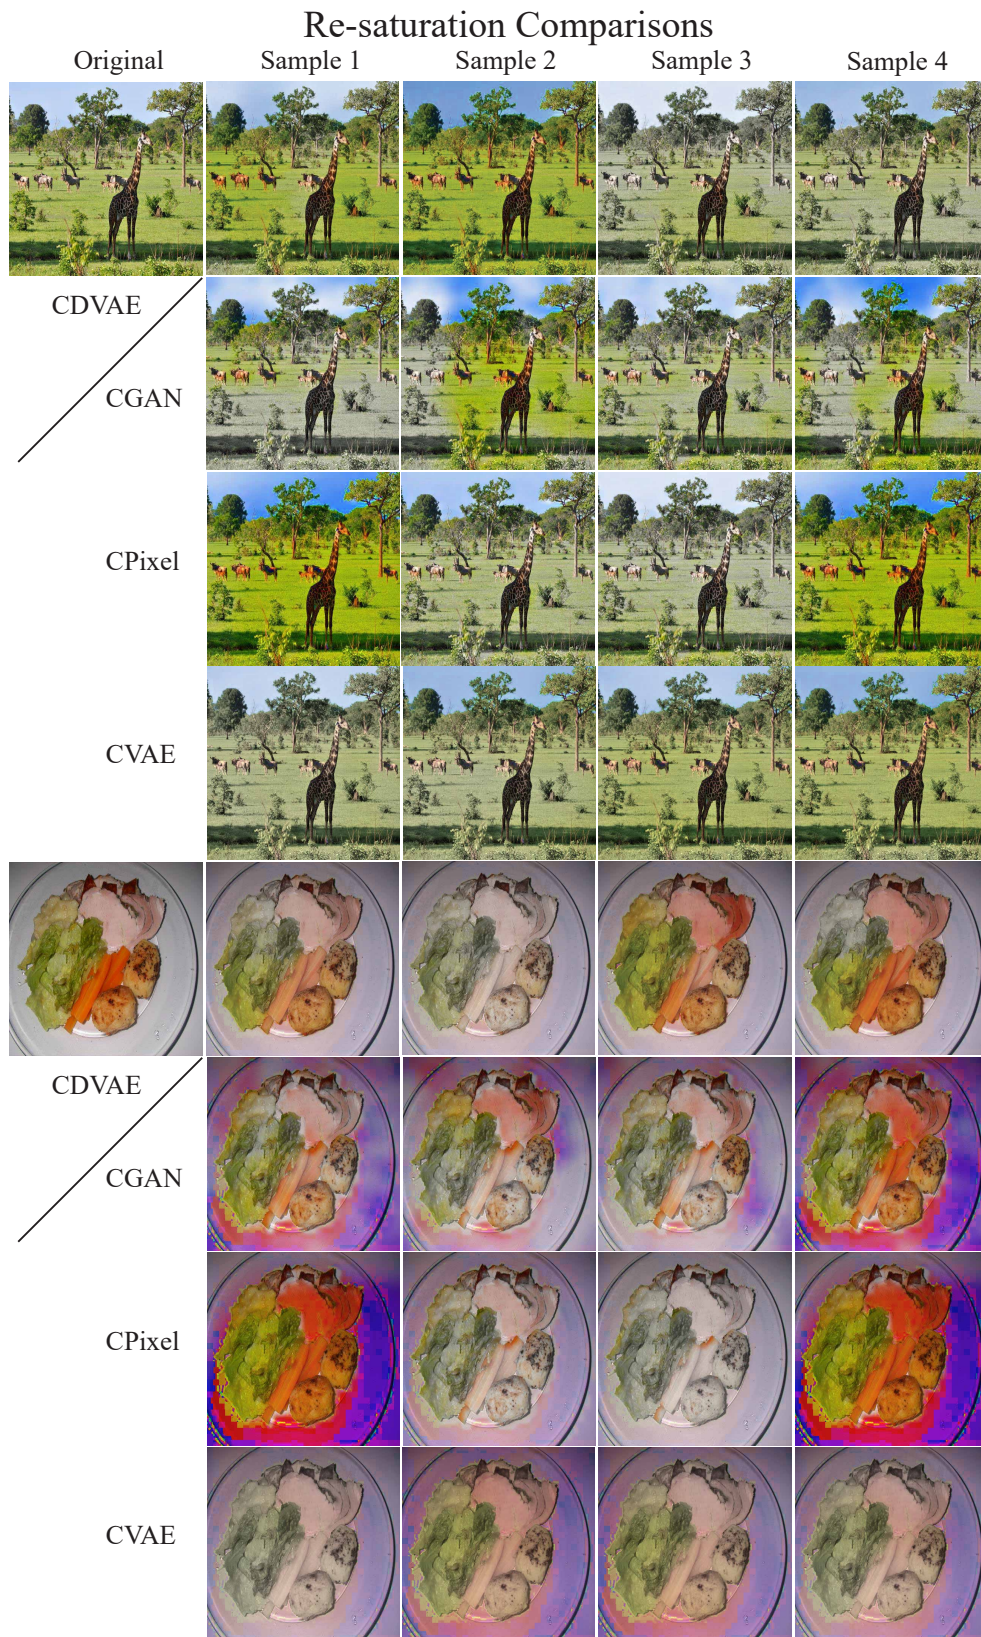 Re-saturation Comparisons
Original Sample 1 Sample 2 Sample 3 Sample 4
CDVAE
CGAN
CPixel
CVAE
CDVAE
CGAN
CPixel
CVAE